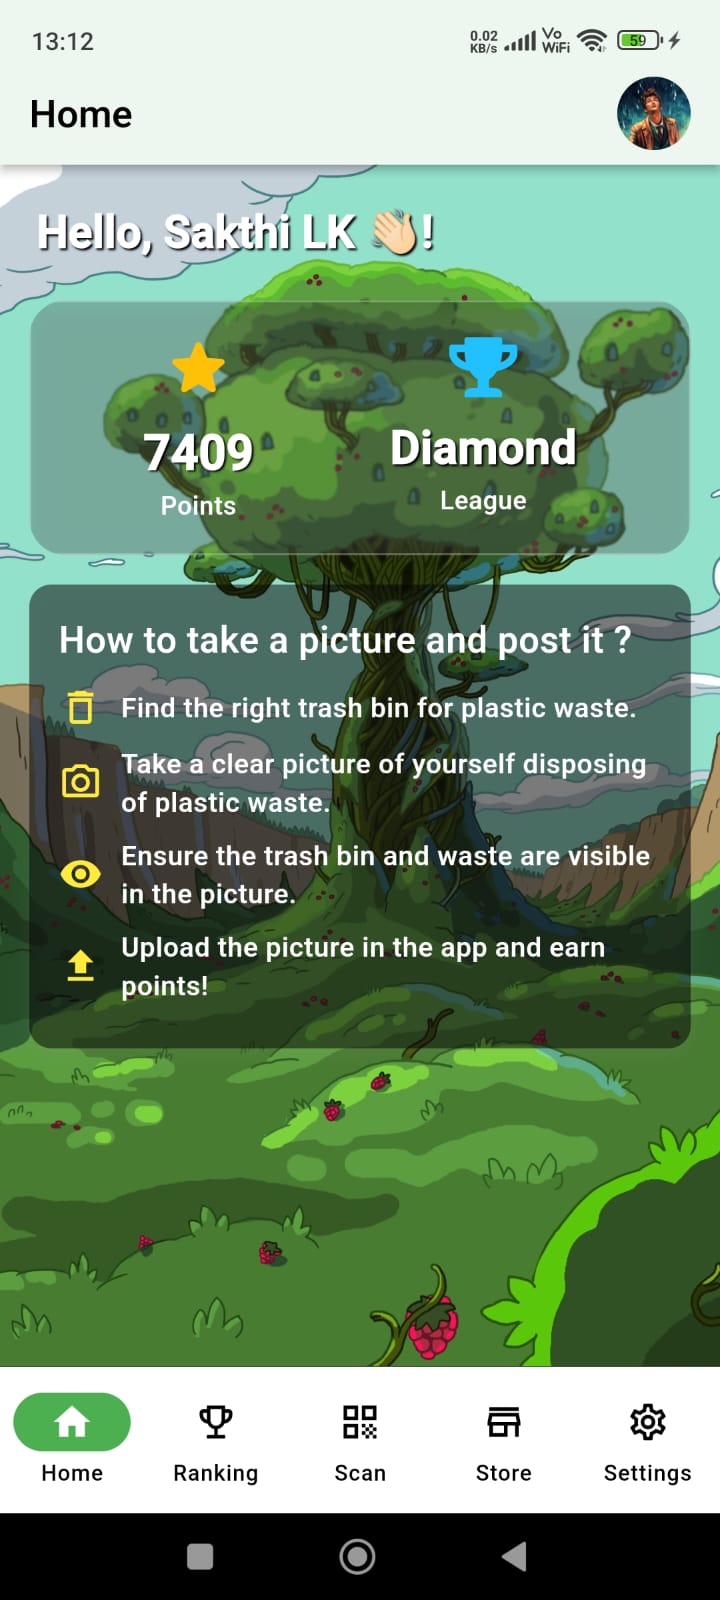 13:12
0.02 KB/s
Vo WiFi
59
Home
Hello, Sakthi LK 👋🏻!
7409
Points
Diamond
League
How to take a picture and post it ?
Find the right trash bin for plastic waste.
Take a clear picture of yourself disposing
of plastic waste.
Ensure the trash bin and waste are visible
in the picture.
Upload the picture in the app and earn
points!
Home
Ranking
Scan
Store
Settings